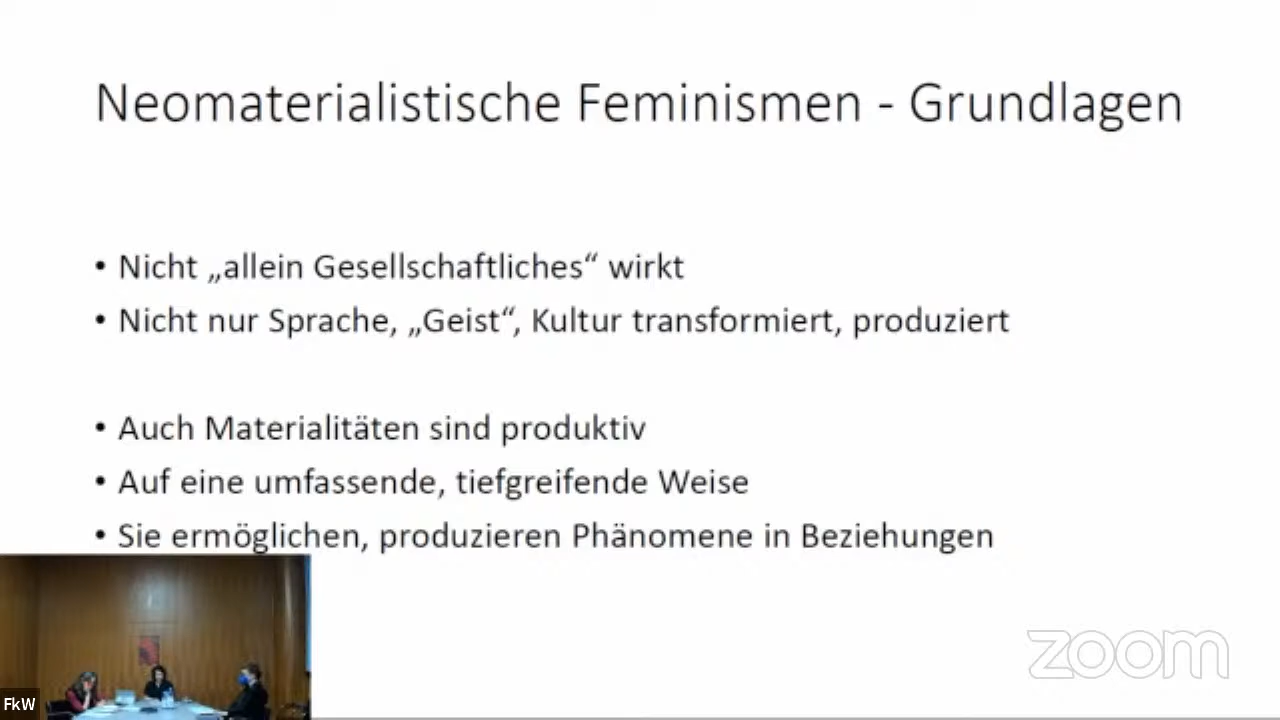 Neomaterialistische Feminismen - Grundlagen
• Nicht „allein Gesellschaftliches“ wirkt
• Nicht nur Sprache, „Geist“, Kultur transformiert, produziert
• Auch Materialitäten sind produktiv
• Auf eine umfassende, tiefgreifende Weise
• Sie ermöglichen, produzieren Phänomene in Beziehungen
zoom
FkW